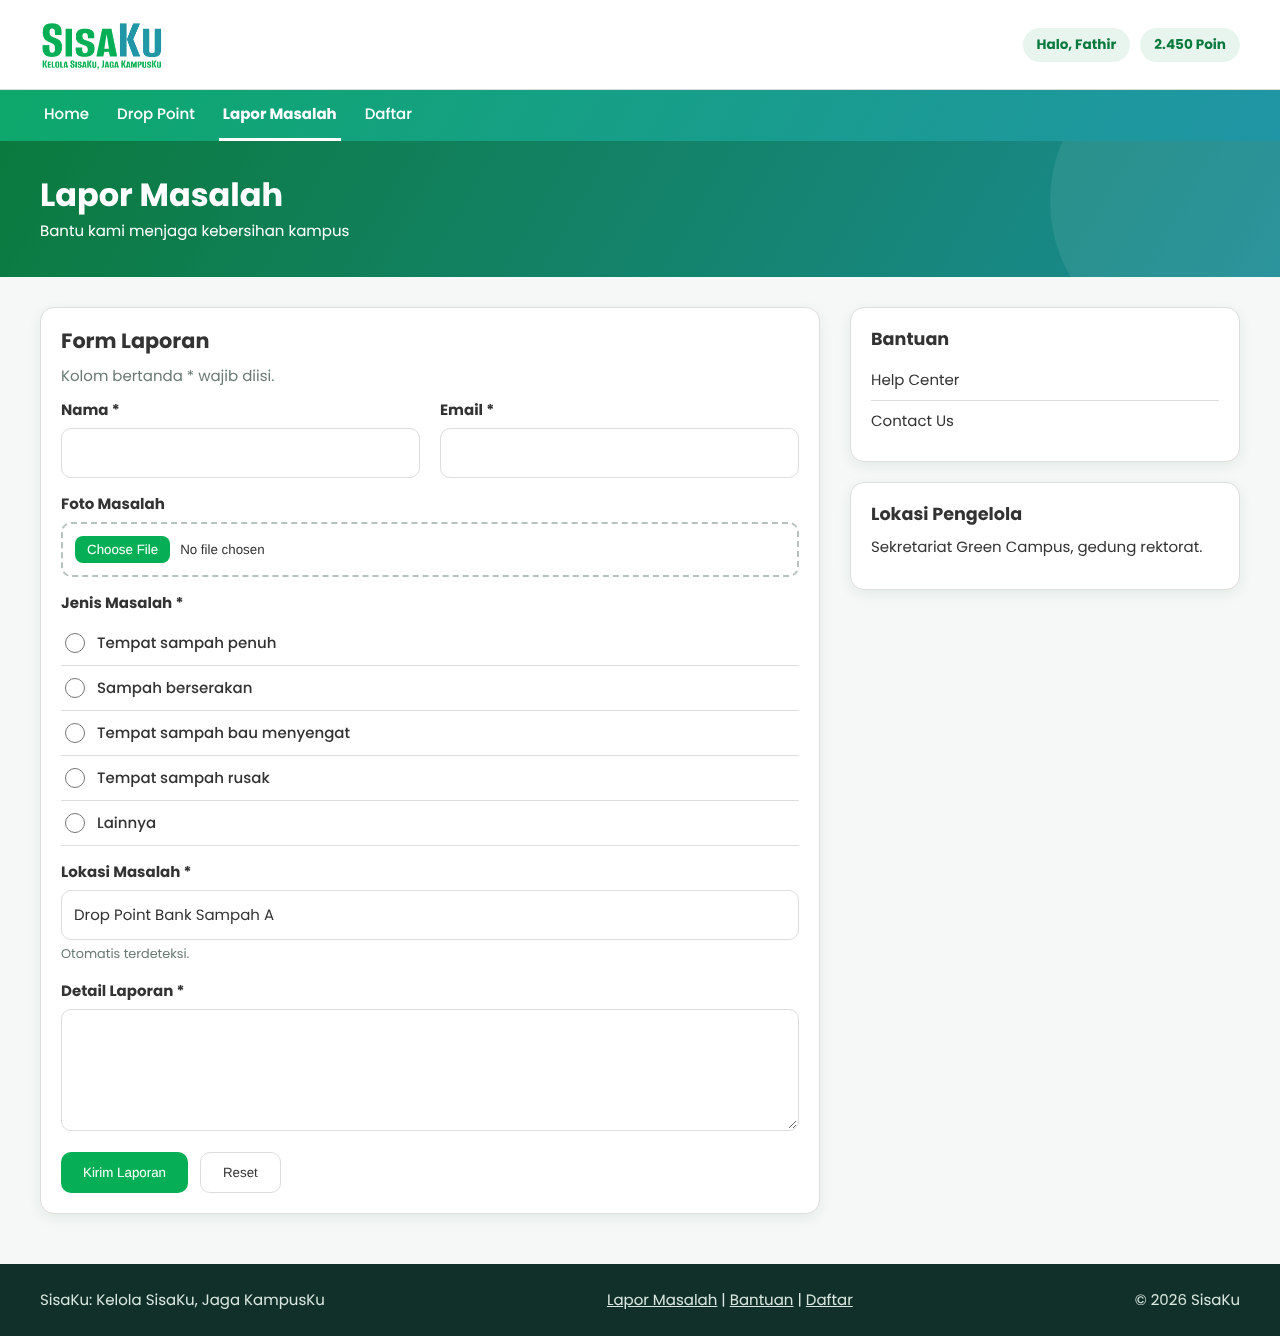 SisaKu
Kelola SisaKu, Jaga KampusKu
Halo, Fathir
2.450 Poin
Home
Drop Point
Lapor Masalah
Daftar
Lapor Masalah
Bantu kami menjaga kebersihan kampus
Form Laporan
Kolom bertanda * wajib diisi.
Nama *
Email *
Foto Masalah
Choose File No file chosen
Jenis Masalah *
Tempat sampah penuh
Sampah berserakan
Tempat sampah bau menyengat
Tempat sampah rusak
Lainnya
Lokasi Masalah *
Drop Point Bank Sampah A
Otomatis terdeteksi.
Detail Laporan *
Kirim Laporan
Reset
Bantuan
Help Center
Contact Us
Lokasi Pengelola
Sekretariat Green Campus, gedung rektorat.
SisaKu: Kelola SisaKu, Jaga KampusKu
Lapor Masalah | Bantuan | Daftar
© 2026 SisaKu